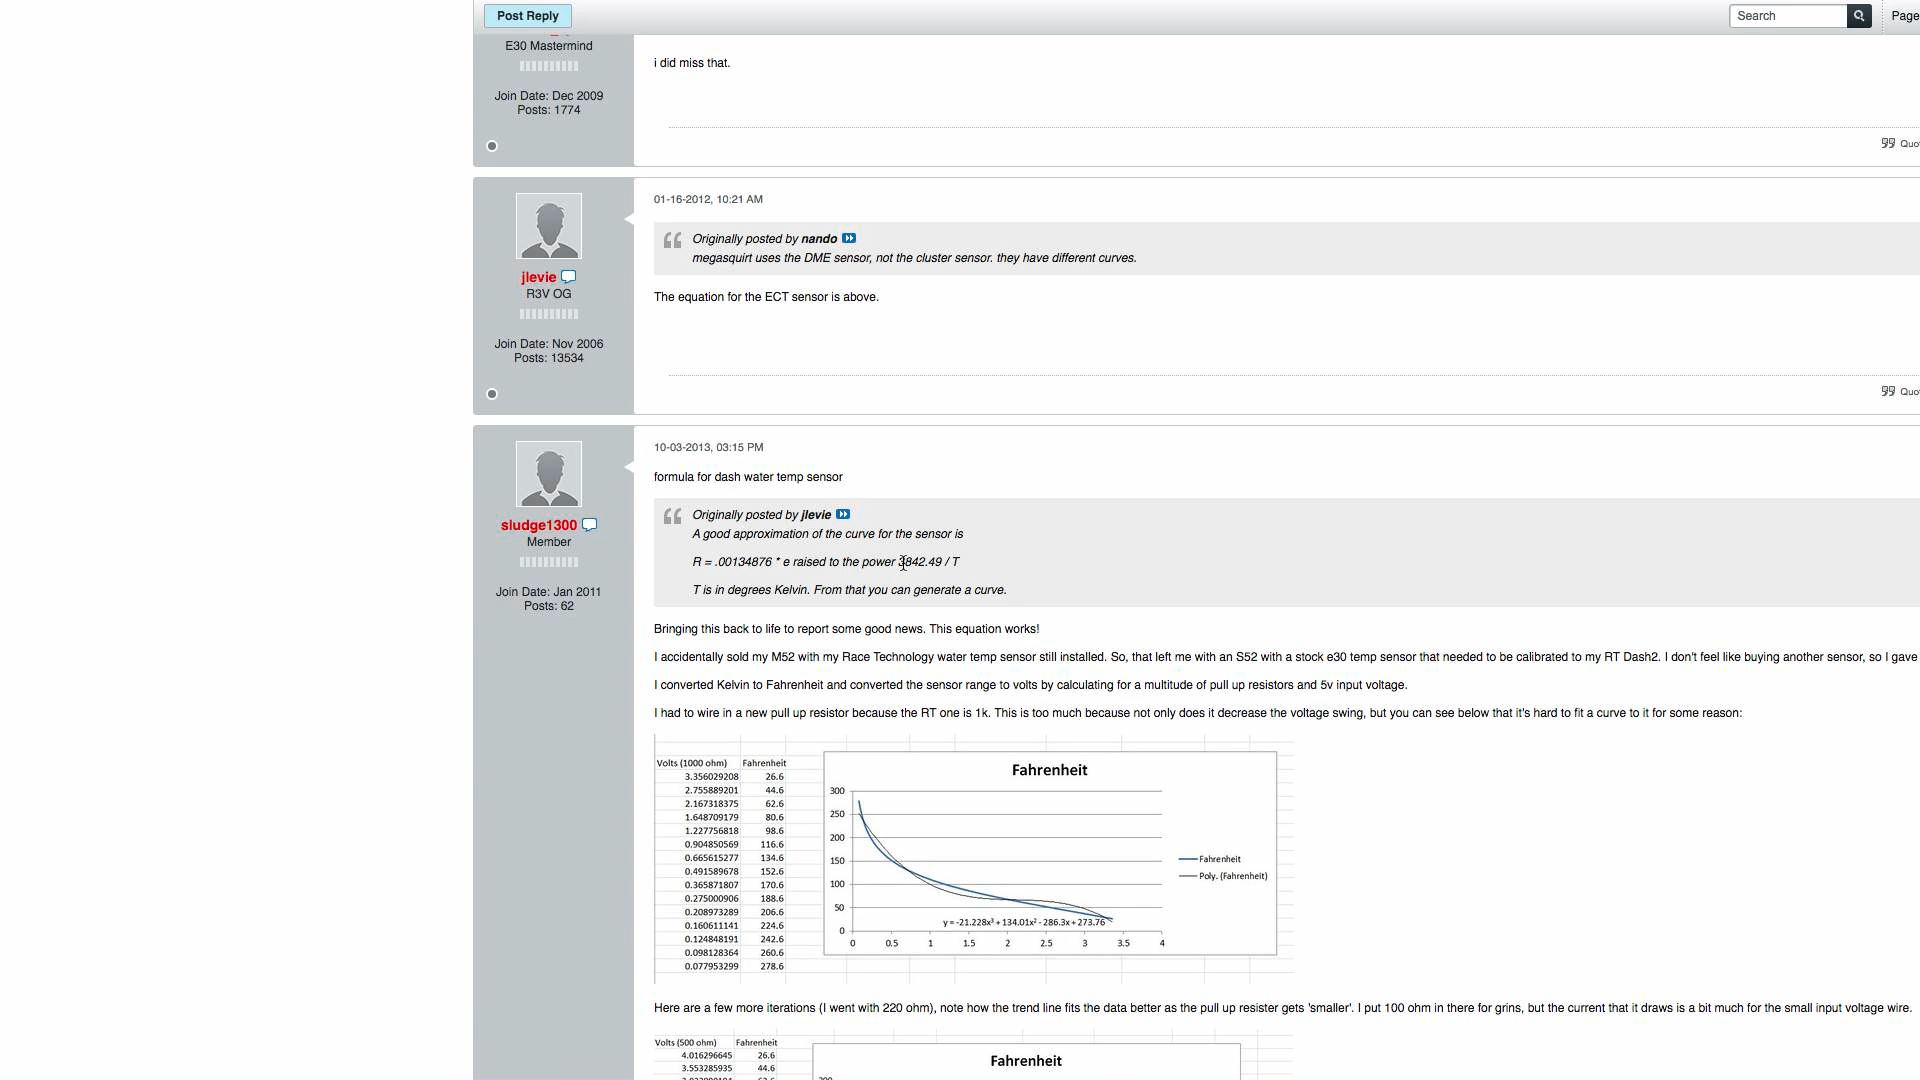 Post Reply
Search
Page
E30 Mastermind
Join Date: Dec 2009
Posts: 1774
i did miss that.
Quo
01-16-2012, 10:21 AM
Originally posted by nando
megasquirt uses the DME sensor, not the cluster sensor. they have different curves.
jlevie
R3V OG
Join Date: Nov 2006
Posts: 13534
The equation for the ECT sensor is above.
Quo
10-03-2013, 03:15 PM
formula for dash water temp sensor
sludge1300
Member
Join Date: Jan 2011
Posts: 62
Originally posted by jlevie
A good approximation of the curve for the sensor is
R = .00134876 * e raised to the power 3842.49 / T
T is in degrees Kelvin. From that you can generate a curve.
Bringing this back to life to report some good news. This equation works!
I accidentally sold my M52 with my Race Technology water temp sensor still installed. So, that left me with an S52 with a stock e30 temp sensor that needed to be calibrated to my RT Dash2. I don't feel like buying another sensor, so I gave
I converted Kelvin to Fahrenheit and converted the sensor range to volts by calculating for a multitude of pull up resistors and 5v input voltage.
I had to wire in a new pull up resistor because the RT one is 1k. This is too much because not only does it decrease the voltage swing, but you can see below that it's hard to fit a curve to it for some reason:
Volts (1000 ohm) Fahrenheit
3.356029208 26.6
2.755889201 44.6
2.167318375 62.6
1.648709179 80.6
1.227756818 98.6
0.904850569 116.6
0.665615277 134.6
0.491589678 152.6
0.365871807 170.6
0.275000906 188.6
0.208973289 206.6
0.160611141 224.6
0.124848191 242.6
0.098128364 260.6
0.077953299 278.6
Fahrenheit
300
250
200
150
100
50
0
0 0.5 1 1.5 2 2.5 3 3.5 4
y = -21.228x³ + 134.01x² - 286.3x + 273.76
Fahrenheit
Poly. (Fahrenheit)
Here are a few more iterations (I went with 220 ohm), note how the trend line fits the data better as the pull up resister gets 'smaller'. I put 100 ohm in there for grins, but the current that it draws is a bit much for the small input voltage wire.
Volts (500 ohm) Fahrenheit
4.016296645 26.6
3.553285935 44.6
Fahrenheit